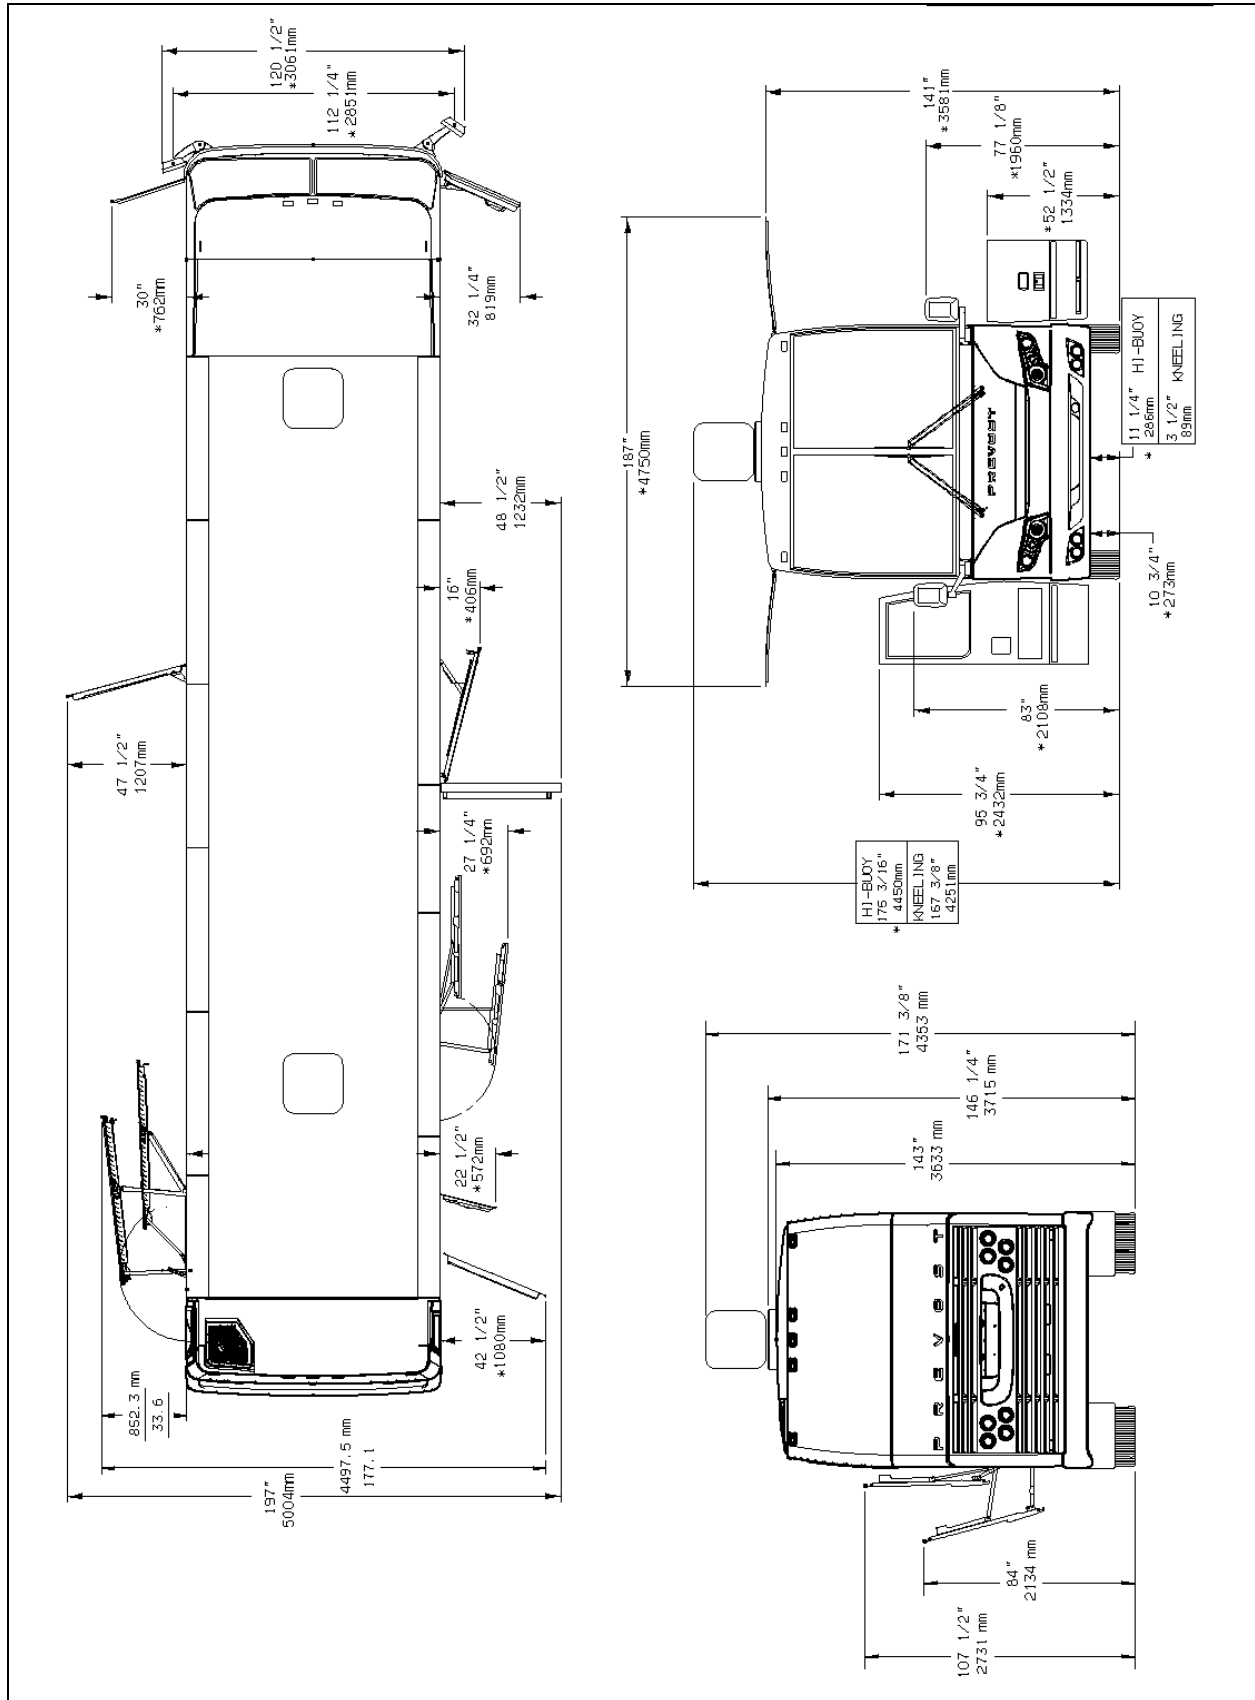 120 1/2"
*3061mm
112 1/4"
*2851mm
30"
*762mm
32 1/4"
819mm
48 1/2"
1232mm
16"
*406mm
47 1/2"
1207mm
27 1/4"
*692mm
22 1/2"
*572mm
42 1/2"
*1080mm
852.3 mm
33.6
4497.5 mm
177.1
197"
5004mm
141"
*3581mm
77 1/8"
*1960mm
*52 1/2"
1334mm
187"
*4750mm
PREVOST
11 1/4" HI-BUOY
* 286mm
3 1/2" KNEELING
89mm
10 3/4"
*273mm
83"
*2108mm
95 3/4"
*2432mm
HI-BUOY
176 3/16"
* 4450mm
KNEELING
167 3/8"
4251mm
171 3/8"
4353 mm
146 1/4"
3715 mm
143"
3633 mm
PREVOST
84"
2134 mm
107 1/2"
2731 mm